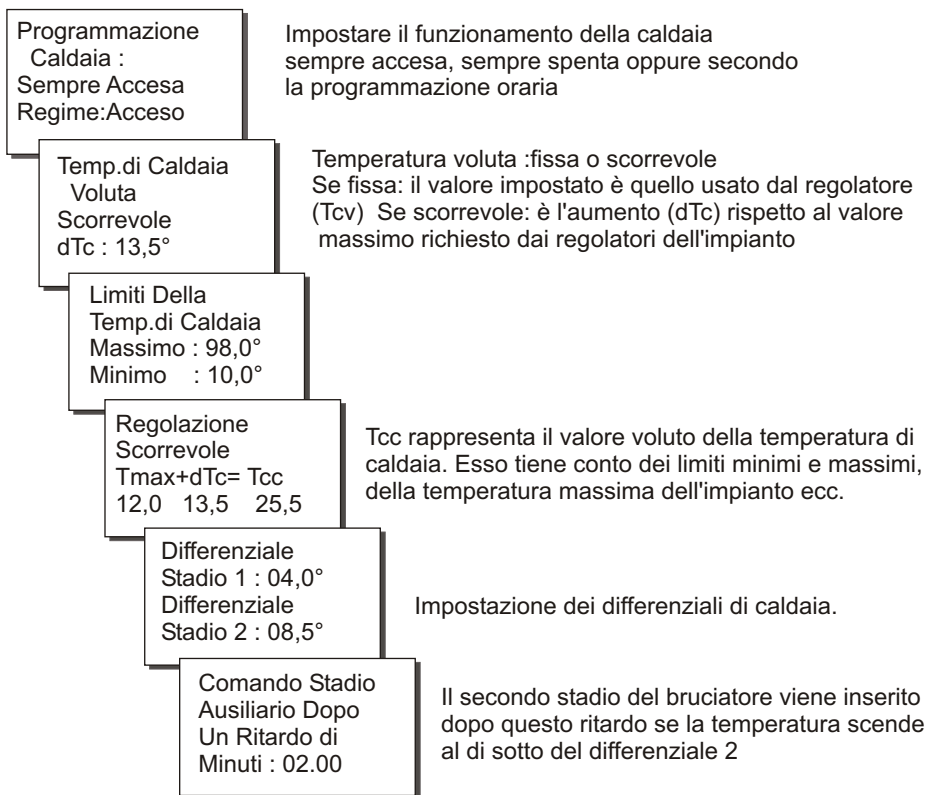 Programmazione
Caldaia :
Sempre Accesa
Regime:Acceso
Impostare il funzionamento della caldaia
sempre accesa, sempre spenta oppure secondo
la programmazione oraria
Temp.di Caldaia
Voluta
Scorrevole
dTc : 13,5°
Temperatura voluta :fissa o scorrevole
Se fissa: il valore impostato è quello usato dal regolatore
(Tcv) Se scorrevole: è l'aumento (dTc) rispetto al valore
massimo richiesto dai regolatori dell'impianto
Limiti Della
Temp.di Caldaia
Massimo : 98,0°
Minimo : 10,0°
Regolazione
Scorrevole
Tmax+dTc= Tcc
12,0 13,5 25,5
Tcc rappresenta il valore voluto della temperatura di
caldaia. Esso tiene conto dei limiti minimi e massimi,
della temperatura massima dell'impianto ecc.
Differenziale
Stadio 1 : 04,0°
Differenziale
Stadio 2 : 08,5°
Impostazione dei differenziali di caldaia.
Comando Stadio
Ausiliario Dopo
Un Ritardo di
Minuti : 02.00
Il secondo stadio del bruciatore viene inserito
dopo questo ritardo se la temperatura scende
al di sotto del differenziale 2